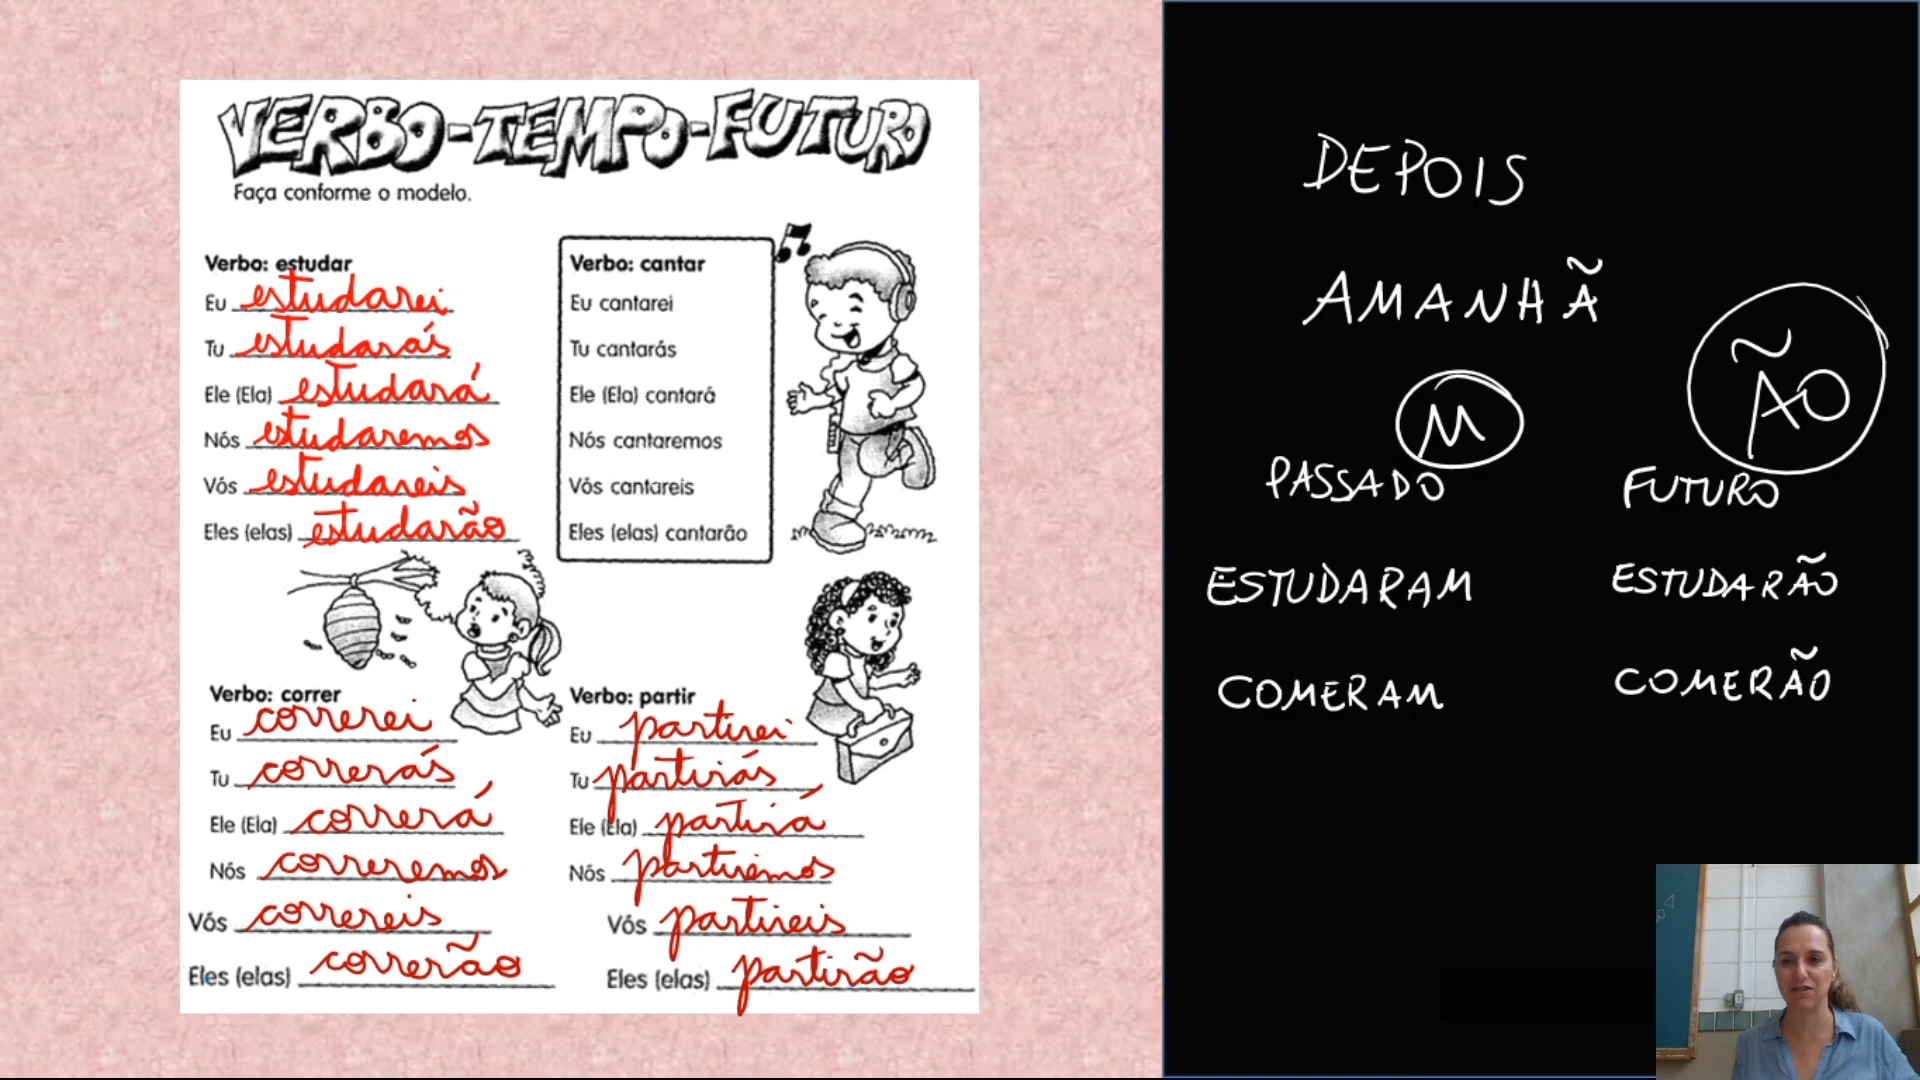 VERBO-TEMPO-FUTURO
Faça conforme o modelo.
Verbo: estudar
Eu estudarei
Tu estudarás
Ele (Ela) estudará
Nós estudaremos
Vós estudareis
Eles (elas) estudarão
Verbo: cantar
Eu cantarei
Tu cantarás
Ele (Ela) cantará
Nós cantaremos
Vós cantareis
Eles (elas) cantarão
Verbo: correr
Eu correrei
Tu correrás
Ele (Ela) correrá
Nós correremos
Vós correreis
Eles (elas) correrão
Verbo: partir
Eu partirei
Tu partirás
Ele (Ela) partirá
Nós partiremos
Vós partireis
Eles (elas) partirão
DEPOIS
AMANHÃ
M
ÃO
PASSADO FUTURO
ESTUDARAM ESTUDARÃO
COMERAM COMERÃO